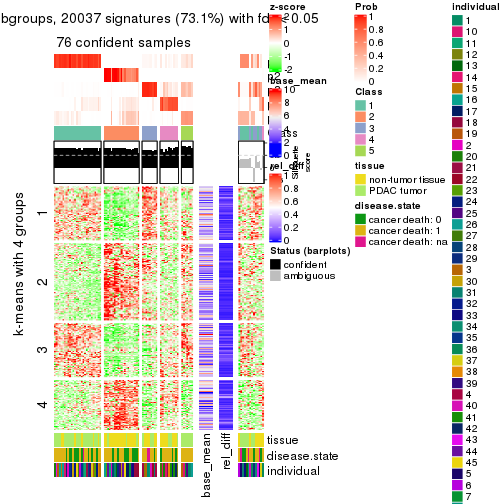 bgroups, 20037 signatures (73.1%) with fd
0.05
76 confident samples
k-means with 4 groups
1
2
3
4
z-score
2
1
0
-1
-2
base_mean
10
8
6
4
2
0
rel_diff
1
0.8
0.6
0.4
0.2
0
Silhouette
score
Status (barplots)
confident
ambiguous
Prob
1
0.8
0.6
0.4
0.2
0
Class
1
2
3
4
5
tissue
non-tumor tissue
PDAC tumor
disease.state
cancer death: 0
cancer death: 1
cancer death: na
individual
1
10
11
12
13
14
15
16
17
18
19
2
20
21
22
23
24
25
26
27
28
29
3
30
31
32
33
34
35
36
37
38
39
4
40
41
42
43
44
45
5
6
7
tissue
disease.state
individual
base_mean
rel_diff